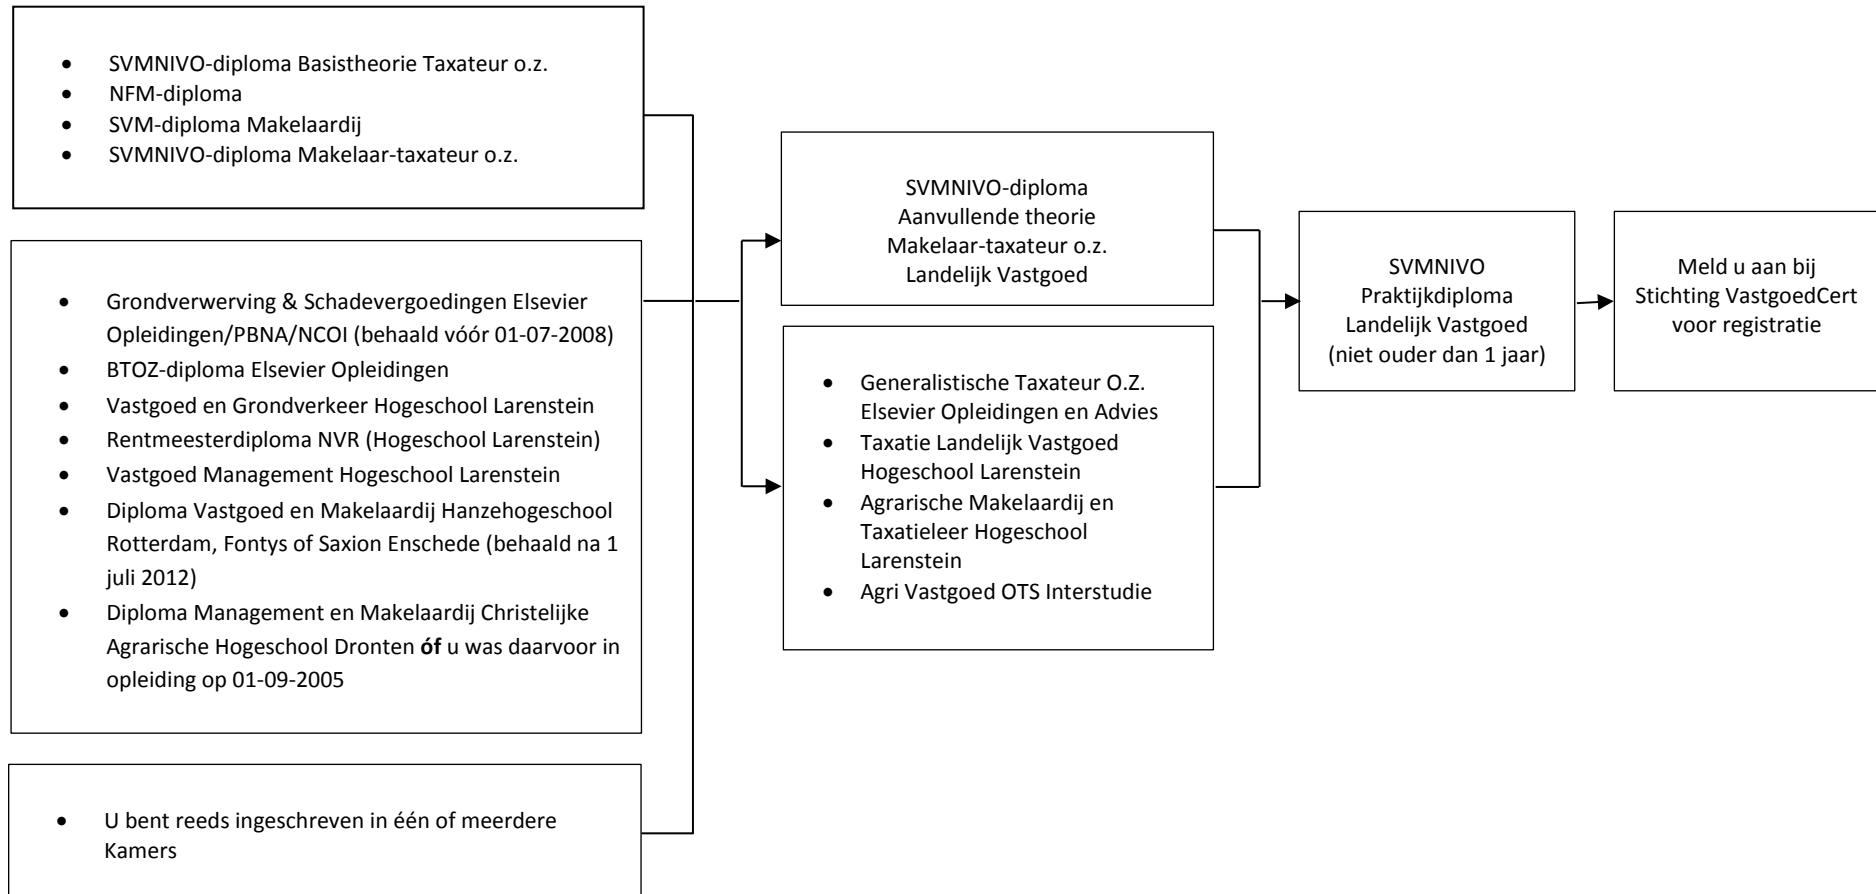 • SVMNIVO-diploma Basistheorie Taxateur o.z.
• NFM-diploma
• SVM-diploma Makelaardij
• SVMNIVO-diploma Makelaar-taxateur o.z.
• Grondverwerving & Schadevergoedingen Elsevier
Opleidingen/PBNA/NCOI (behaald vóór 01-07-2008)
• BTOZ-diploma Elsevier Opleidingen
• Vastgoed en Grondverkeer Hogeschool Larenstein
• Rentmeesterdiploma NVR (Hogeschool Larenstein)
• Vastgoed Management Hogeschool Larenstein
• Diploma Vastgoed en Makelaardij Hanzehogeschool
Rotterdam, Fontys of Saxion Enschede (behaald na 1
juli 2012)
• Diploma Management en Makelaardij Christelijke
Agrarische Hogeschool Dronten óf u was daarvoor in
opleiding op 01-09-2005
• U bent reeds ingeschreven in één of meerdere
Kamers
SVMNIVO-diploma
Aanvullende theorie
Makelaar-taxateur o.z.
Landelijk Vastgoed
• Generalistische Taxateur O.Z.
Elsevier Opleidingen en Advies
• Taxatie Landelijk Vastgoed
Hogeschool Larenstein
• Agrarische Makelaardij en
Taxatieleer Hogeschool
Larenstein
• Agri Vastgoed OTS Interstudie
SVMNIVO
Praktijkdiploma
Landelijk Vastgoed
(niet ouder dan 1 jaar)
Meld u aan bij
Stichting VastgoedCert
voor registratie